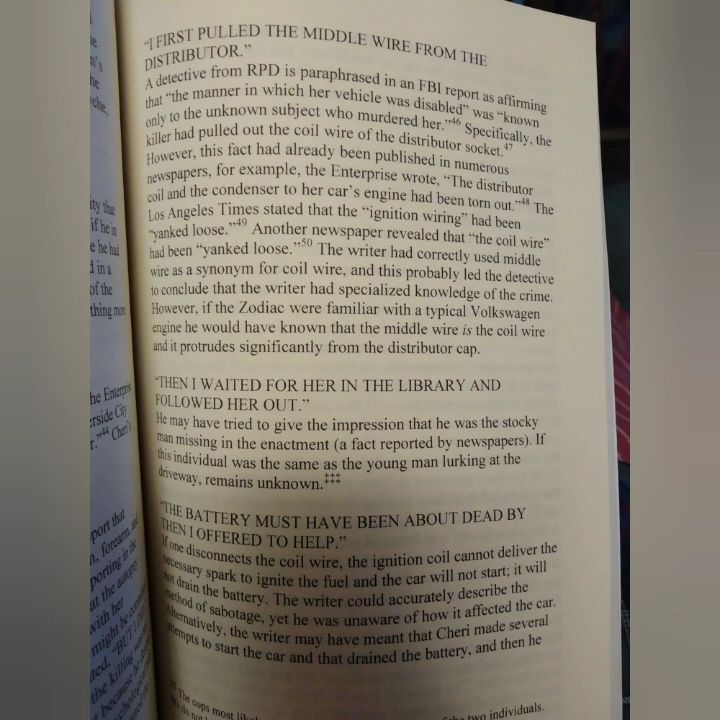 "I FIRST PULLED THE MIDDLE WIRE FROM THE
DISTRIBUTOR."
A detective from RPD is paraphrased in an FBI report as affirming
that "the manner in which her vehicle was disabled" was "known
only to the unknown subject who murdered her."46 Specifically, the
killer had pulled out the coil wire of the distributor socket.47
However, this fact had already been published in numerous
newspapers, for example, the Enterprise wrote, "The distributor
coil and the condenser to her car's engine had been torn out."48 The
Los Angeles Times stated that the "ignition wiring" had been
"yanked loose."49 Another newspaper revealed that "the coil wire"
had been "yanked loose."50 The writer had correctly used middle
wire as a synonym for coil wire, and this probably led the detective
to conclude that the writer had specialized knowledge of the crime.
However, if the Zodiac were familiar with a typical Volkswagen
engine he would have known that the middle wire is the coil wire
and it protrudes significantly from the distributor cap.
"THEN I WAITED FOR HER IN THE LIBRARY AND
FOLLOWED HER OUT."
He may have tried to give the impression that he was the stocky
man missing in the enactment (a fact reported by newspapers). If
this individual was the same as the young man lurking at the
driveway, remains unknown.‡‡‡
"THE BATTERY MUST HAVE BEEN ABOUT DEAD BY
THEN I OFFERED TO HELP."
If one disconnects the coil wire, the ignition coil cannot deliver the
necessary spark to ignite the fuel and the car will not start; it will
not drain the battery. The writer could accurately describe the
method of sabotage, yet he was unaware of how it affected the car.
Alternatively, the writer may have meant that Cheri made several
attempts to start the car and that drained the battery, and then he
The cops most
two individuals.